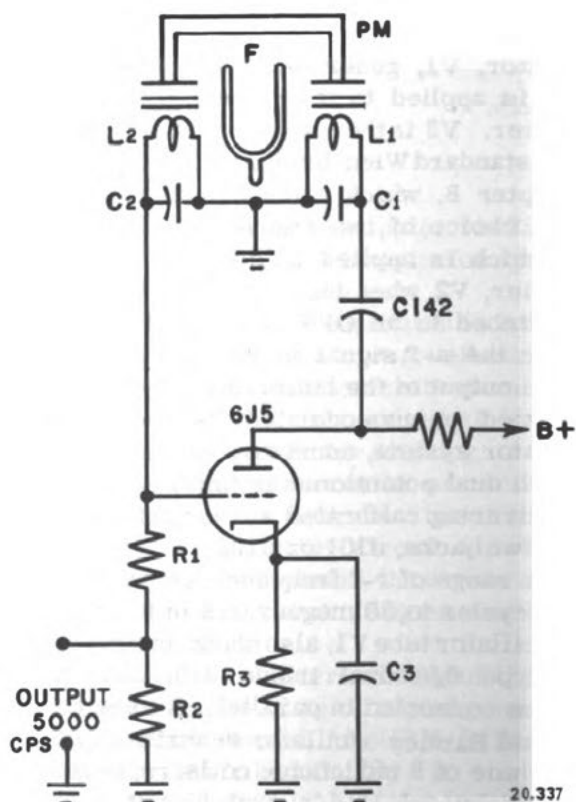 PM
F
L2
L1
C2
C1
C142
6J5
B+
R1
R3
C3
OUTPUT
5000
CPS
R2
20.337